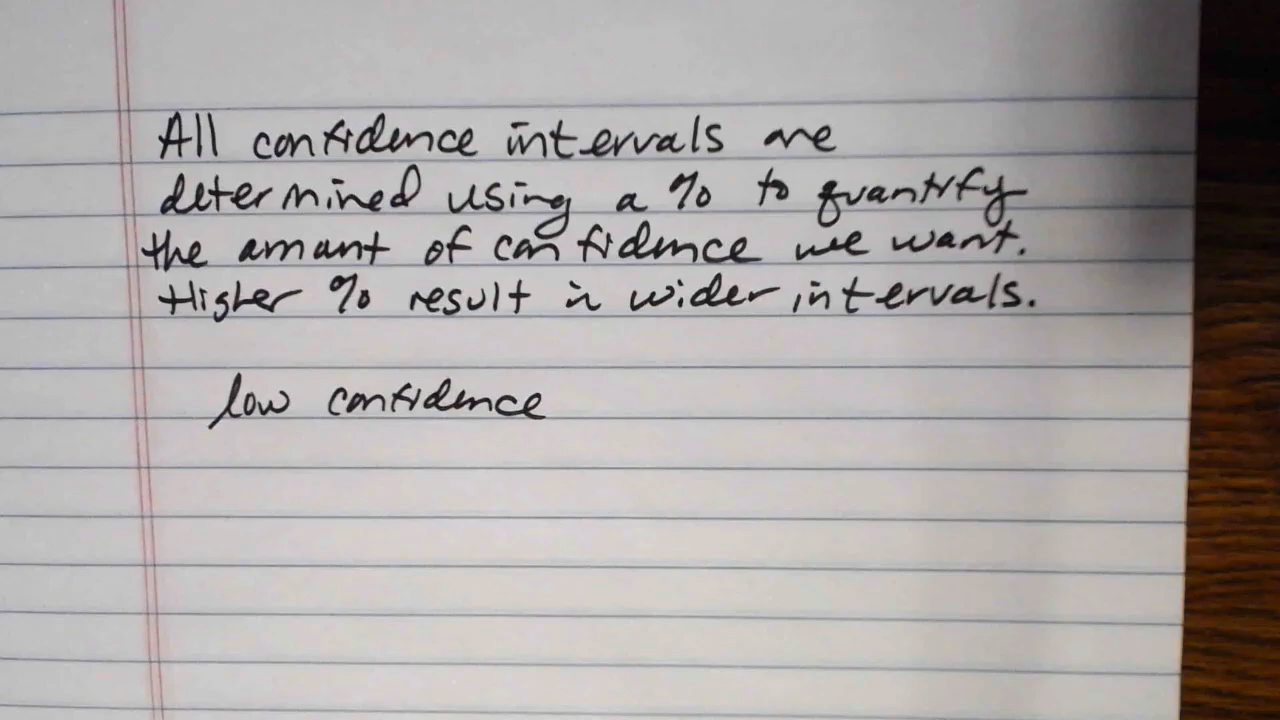 All confidence intervals are
determined using a % to quantify
the amount of confidence we want.
Higher % result in wider intervals.
low confidence